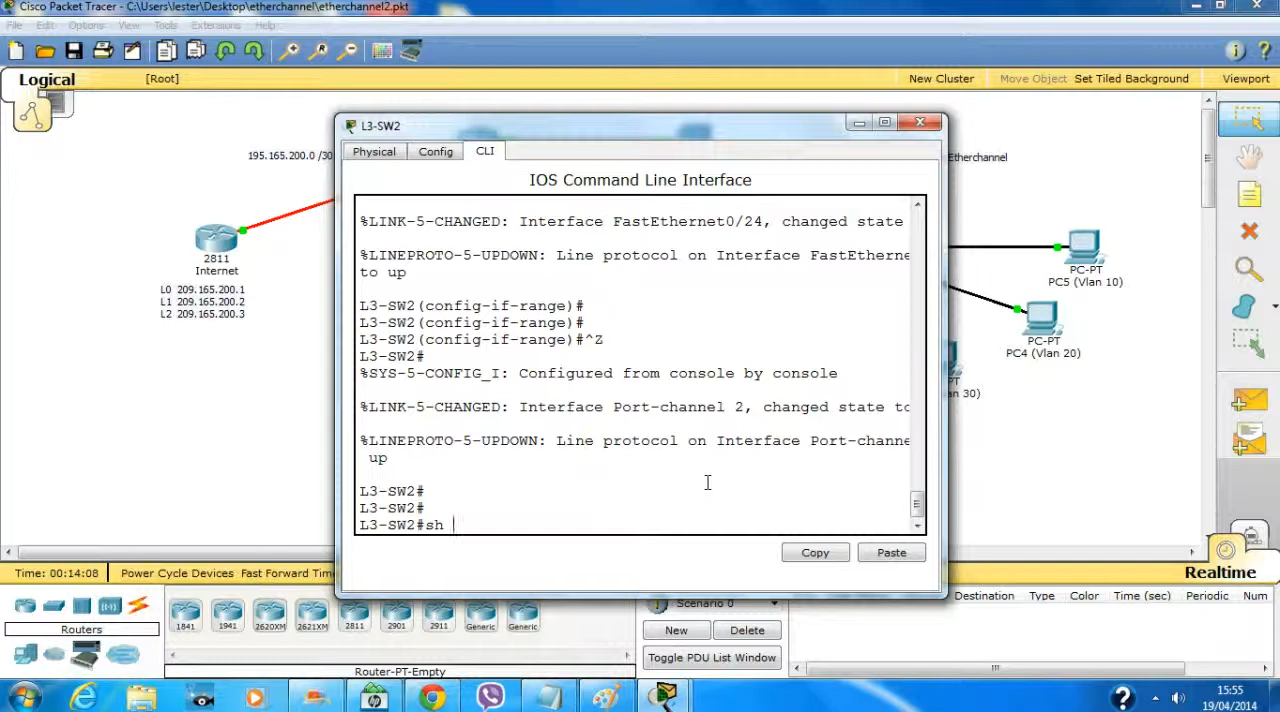 Cisco Packet Tracer - C:\Users\lester\Desktop\etherchannel\etherchannel2.pkt
File Edit Options View Tools Extensions Help
Logical [Root] New Cluster Move Object Set Tiled Background Viewport
195.165.200.0 /30
2811
Internet
L0 209.165.200.1
L1 209.165.200.2
L2 209.165.200.3
L3-SW2
Physical Config CLI
IOS Command Line Interface
%LINK-5-CHANGED: Interface FastEthernet0/24, changed state
%LINEPROTO-5-UPDOWN: Line protocol on Interface FastEtherne
to up
L3-SW2(config-if-range)#
L3-SW2(config-if-range)#
L3-SW2(config-if-range)#^Z
L3-SW2#
%SYS-5-CONFIG_I: Configured from console by console
%LINK-5-CHANGED: Interface Port-channel 2, changed state to
%LINEPROTO-5-UPDOWN: Line protocol on Interface Port-channe
up
L3-SW2#
L3-SW2#
L3-SW2#sh
Copy Paste
Etherchannel
PC-PT
PC5 (Vlan 10)
PC-PT
PC4 (Vlan 20)
PT
an 30)
Time: 00:14:08 Power Cycle Devices Fast Forward Tim
Realtime
Routers
1841 1941 2620XM 2621XM 2811 2901 2911 Generic Generic
Router-PT-Empty
Scenario 0
New Delete
Toggle PDU List Window
Destination Type Color Time (sec) Periodic Num
15:55
19/04/2014